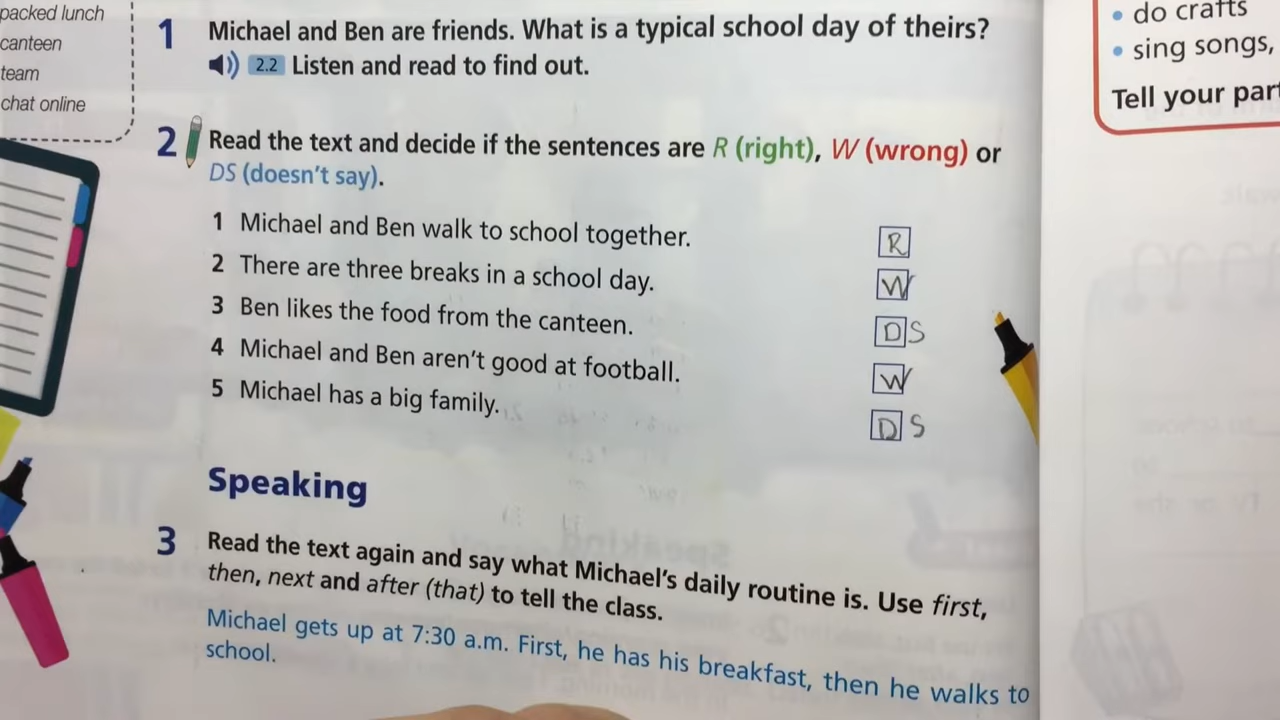 packed lunch
canteen
team
chat online
1 Michael and Ben are friends. What is a typical school day of theirs?
2.2 Listen and read to find out.
2 Read the text and decide if the sentences are R (right), W (wrong) or
DS (doesn't say).
1 Michael and Ben walk to school together. R
2 There are three breaks in a school day. W
3 Ben likes the food from the canteen. DS
4 Michael and Ben aren't good at football. W
5 Michael has a big family. DS
Speaking
3 Read the text again and say what Michael's daily routine is. Use first,
then, next and after (that) to tell the class.
Michael gets up at 7:30 a.m. First, he has his breakfast, then he walks to
school.
• do crafts
• sing songs,
Tell your